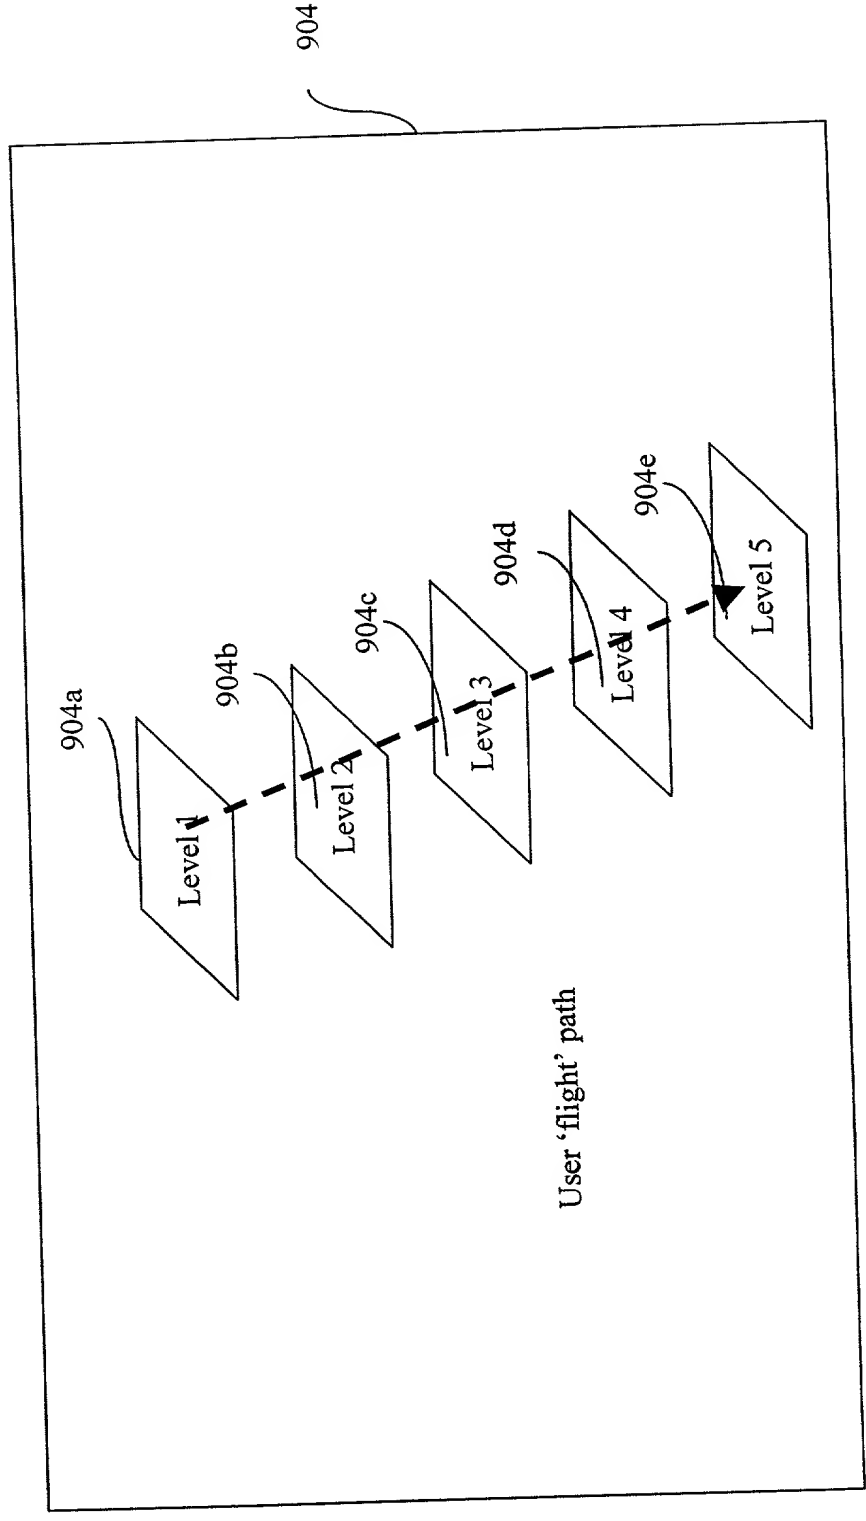 904
904a
Level 1
904b
Level 2
904c
Level 3
904d
Level 4
904e
Level 5
User ‘flight’ path